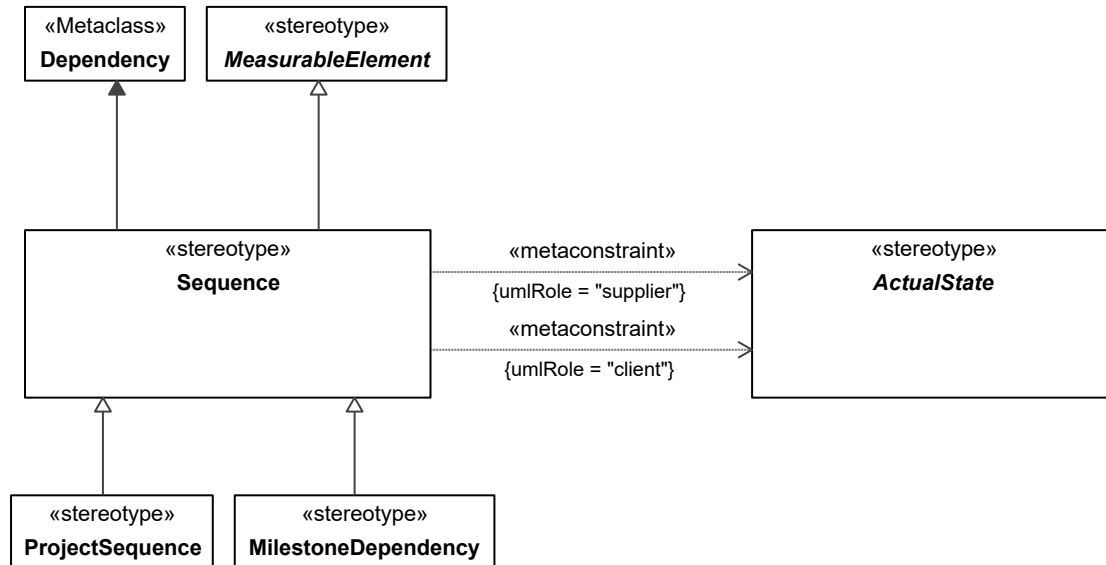 «Metaclass»
Dependency
«stereotype»
MeasurableElement
«stereotype»
Sequence
«metaconstraint»
{umlRole = "supplier"}
«metaconstraint»
{umlRole = "client"}
«stereotype»
ActualState
«stereotype»
ProjectSequence
«stereotype»
MilestoneDependency